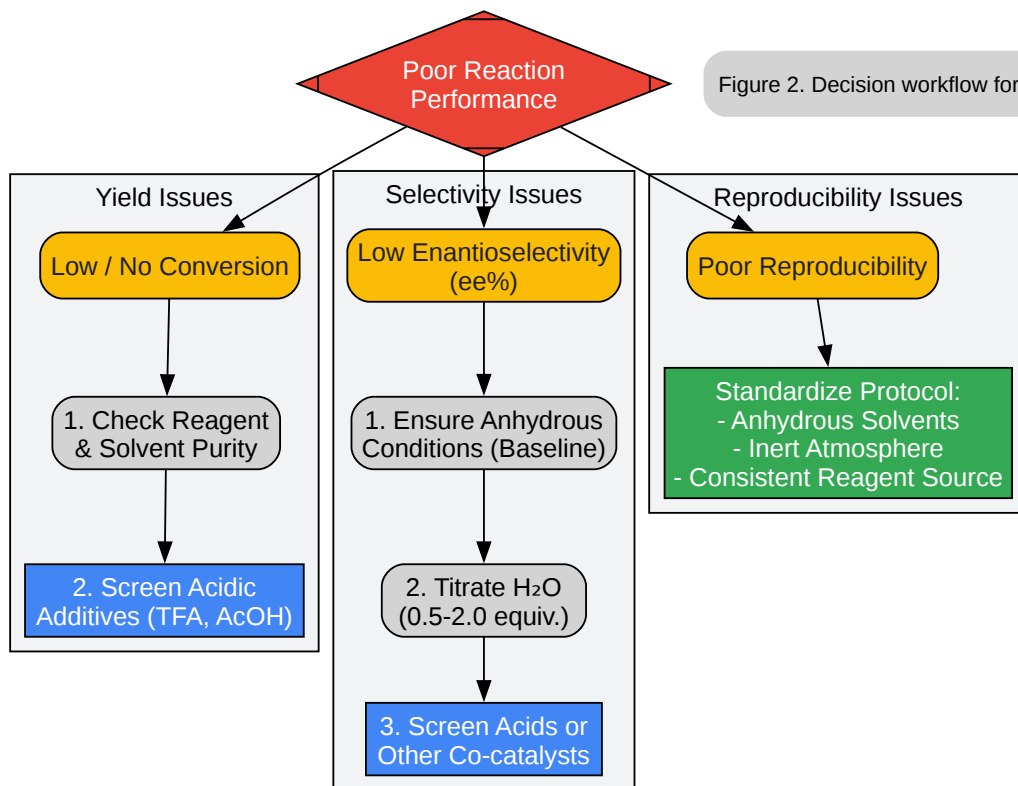 Poor Reaction
Performance
Figure 2. Decision workflow for
Yield Issues
Low / No Conversion
1. Check Reagent
& Solvent Purity
2. Screen Acidic
Additives (TFA, AcOH)
Selectivity Issues
Low Enantioselectivity
(ee%)
1. Ensure Anhydrous
Conditions (Baseline)
2. Titrate H₂O
(0.5-2.0 equiv.)
3. Screen Acids or
Other Co-catalysts
Reproducibility Issues
Poor Reproducibility
Standardize Protocol:
- Anhydrous Solvents
- Inert Atmosphere
- Consistent Reagent Source